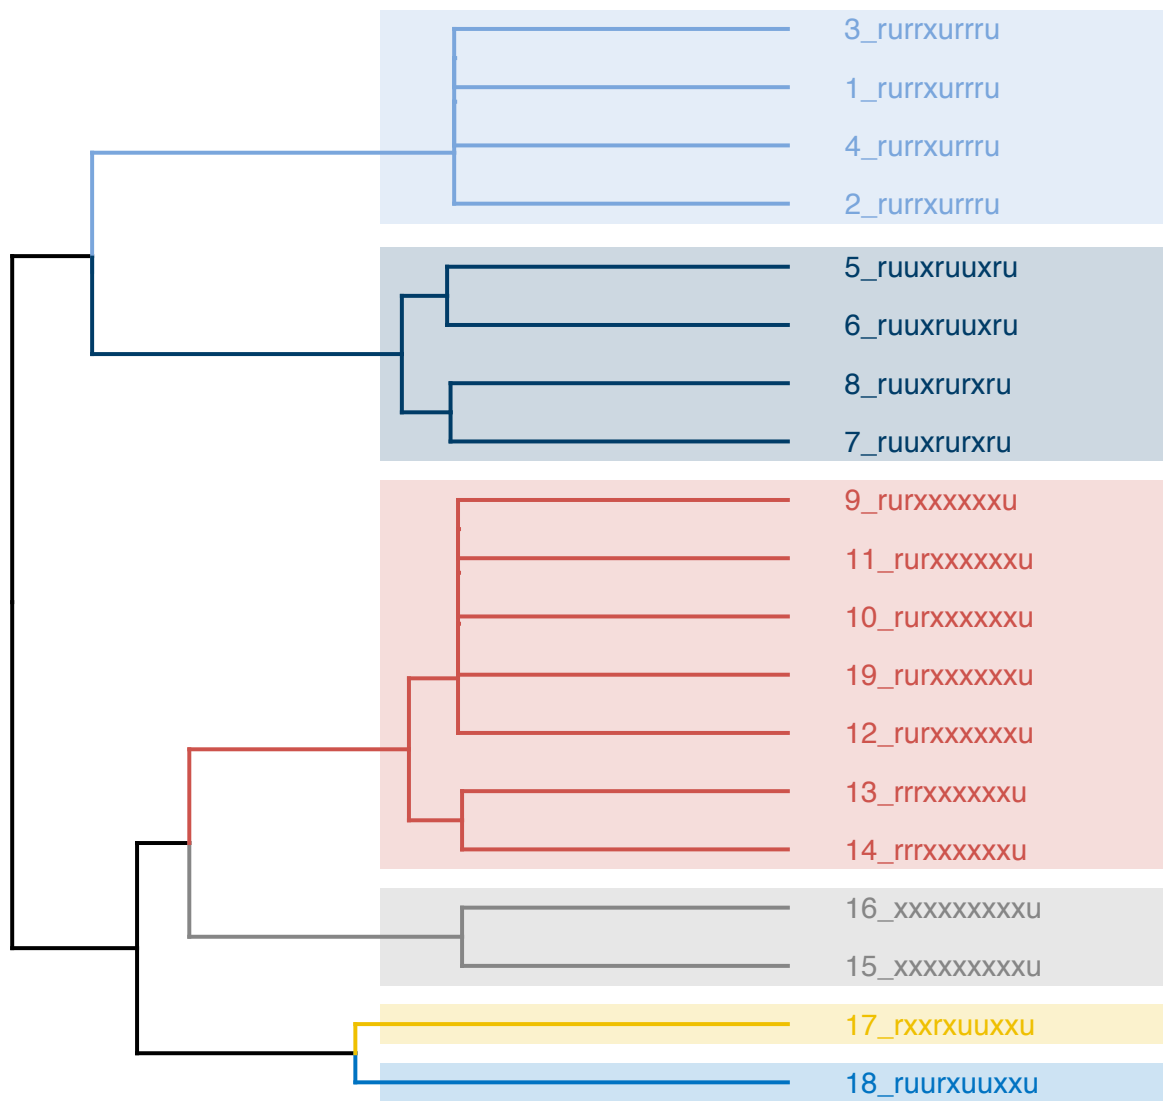 3_rurrxurrru
1_rurrxurrru
4_rurrxurrru
2_rurrxurrru
5_ruuxruuxru
6_ruuxruuxru
8_ruuxrurxru
7_ruuxrurxru
9_rurxxxxxxu
11_rurxxxxxxu
10_rurxxxxxxu
19_rurxxxxxxu
12_rurxxxxxxu
13_rrrxxxxxxu
14_rrrxxxxxxu
16_xxxxxxxxxu
15_xxxxxxxxxu
17_rxxrxuuxxu
18_ruurxuuxxu